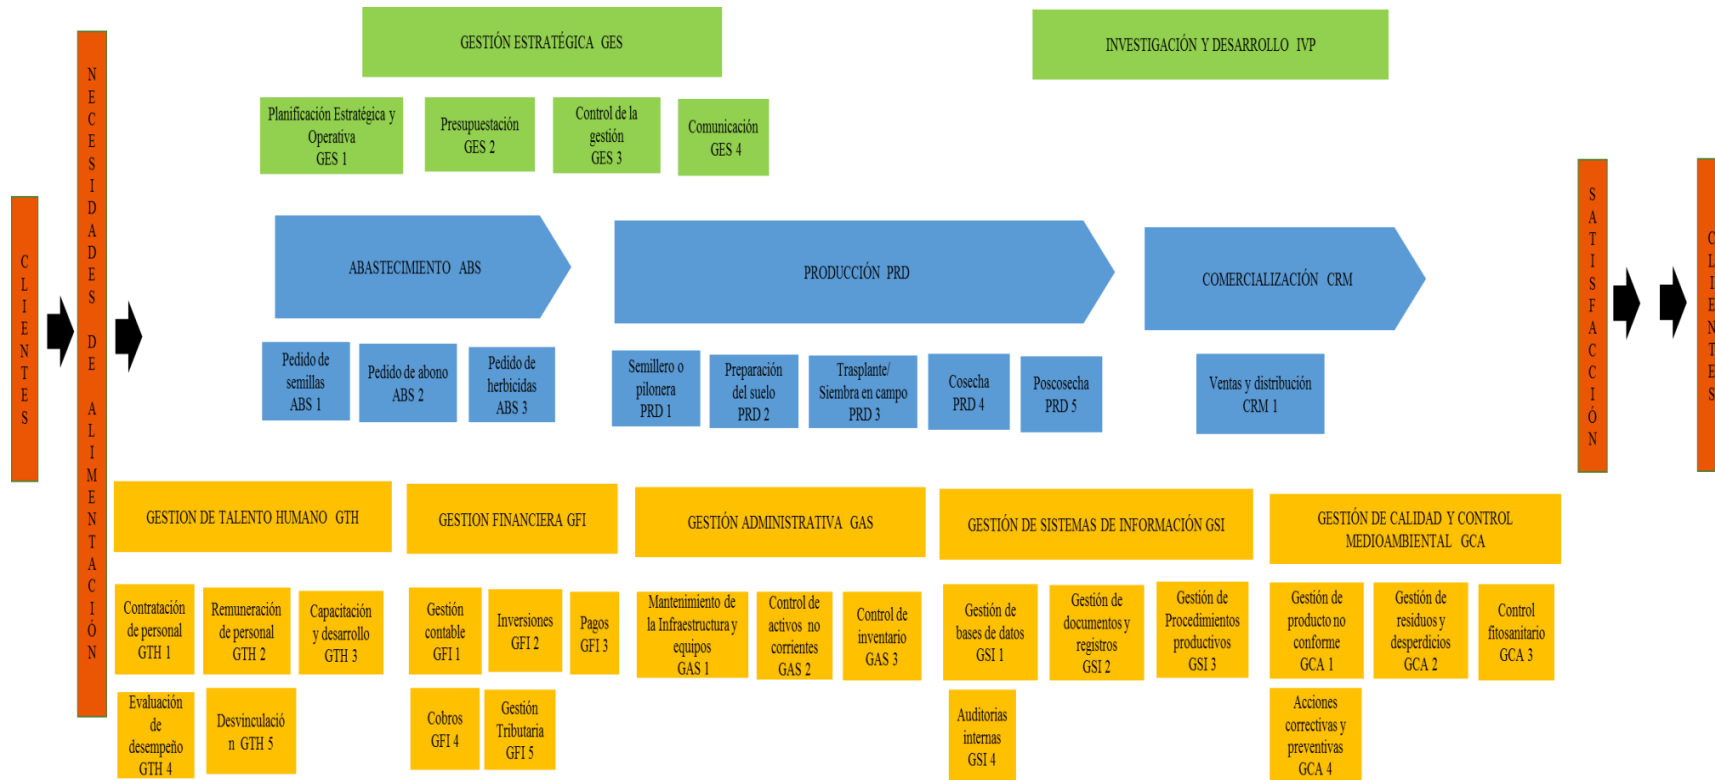 GESTIÓN ESTRATÉGICA GES
INVESTIGACIÓN Y DESARROLLO IVP
Planificación Estratégica y
Operativa
GES 1
Presupuestación
GES 2
Control de la
gestión
GES 3
Comunicación
GES 4
CLIENTES
NECESIDADES DE ALIMENTACIÓN
ABASTECIMIENTO ABS
PRODUCCIÓN PRD
COMERCIALIZACIÓN CRM
SATISFACCIÓN
CLIENTES
Pedido de
semillas
ABS 1
Pedido de abono
ABS 2
Pedido de
herbicidas
ABS 3
Semillero o
pilonera
PRD 1
Preparación
del suelo
PRD 2
Trasplante/
Siembra en campo
PRD 3
Cosecha
PRD 4
Poscosecha
PRD 5
Ventas y distribución
CRM 1
GESTION DE TALENTO HUMANO GTH
GESTION FINANCIERA GFI
GESTIÓN ADMINISTRATIVA GAS
GESTIÓN DE SISTEMAS DE INFORMACIÓN GSI
GESTIÓN DE CALIDAD Y CONTROL
MEDIOAMBIENTAL GCA
Contratación
de personal
GTH 1
Remuneración
de personal
GTH 2
Capacitación
y desarrollo
GTH 3
Gestión
contable
GFI 1
Inversiones
GFI 2
Pagos
GFI 3
Mantenimiento de
la Infraestructura y
equipos
GAS 1
Control de
activos no
corrientes
GAS 2
Control de
inventario
GAS 3
Gestión de
bases de datos
GSI 1
Gestión de
documentos y
registros
GSI 2
Gestión de
Procedimientos
productivos
GSI 3
Gestión de
producto no
conforme
GCA 1
Gestión de
residuos y
desperdicios
GCA 2
Control
fitosanitario
GCA 3
Evaluación
de
desempeño
GTH 4
Desvinculació
n GTH 5
Cobros
GFI 4
Gestión
Tributaria
GFI 5
Auditorias
internas
GSI 4
Acciones
correctivas y
preventivas
GCA 4